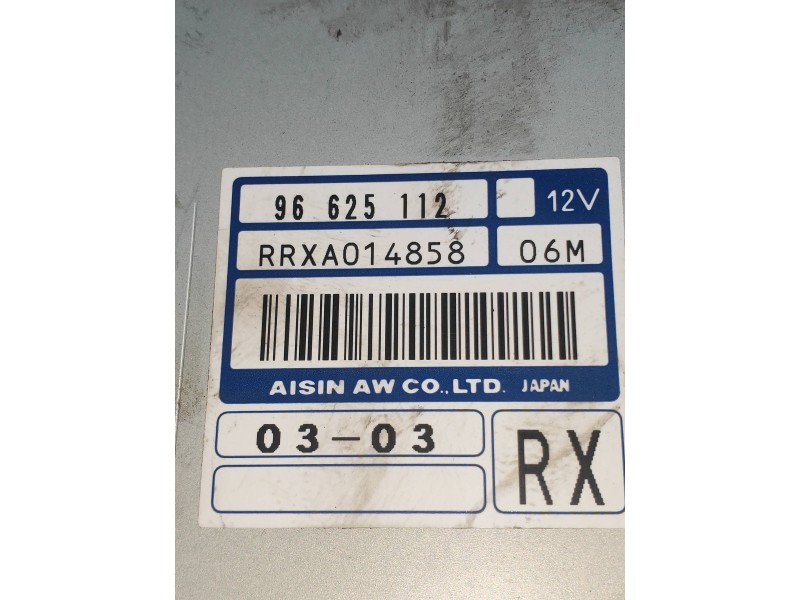 96 625 112 12V
RRXA014858 06M
AISIN AW CO., LTD. JAPAN
03-03
RX